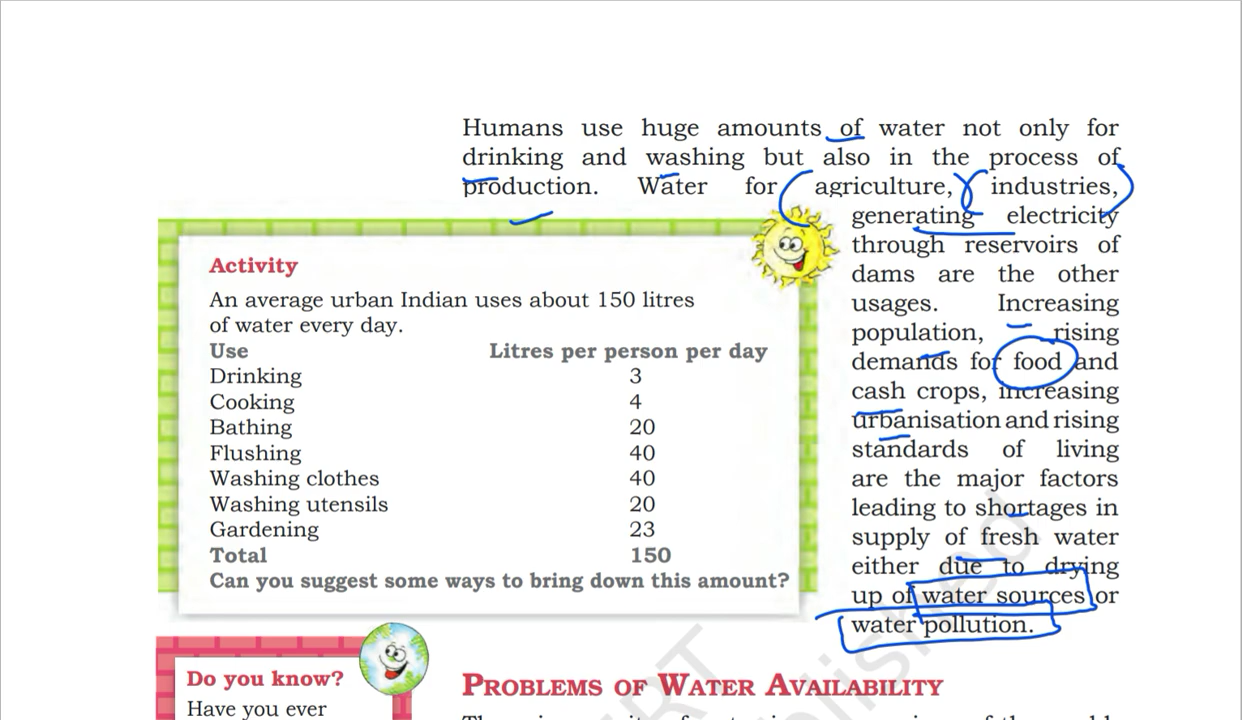 Humans use huge amounts of water not only for
drinking and washing but also in the process of
production. Water for agriculture, industries,
generating electricity
through reservoirs of
dams are the other
usages. Increasing
population, rising
demands for food and
cash crops, increasing
urbanisation and rising
standards of living
are the major factors
leading to shortages in
supply of fresh water
either due to drying
up of water sources or
water pollution.
Activity
An average urban Indian uses about 150 litres
of water every day.
Use Litres per person per day
Drinking 3
Cooking 4
Bathing 20
Flushing 40
Washing clothes 40
Washing utensils 20
Gardening 23
Total 150
Can you suggest some ways to bring down this amount?
Do you know?
Have you ever
PROBLEMS OF WATER AVAILABILITY